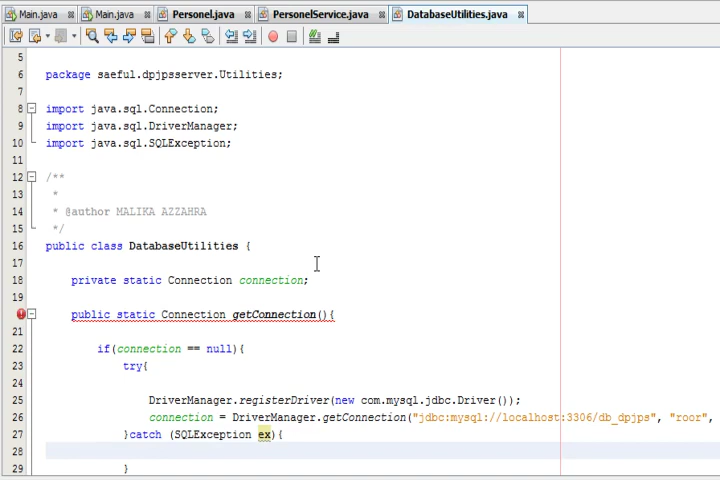 Main.java Main.java Personel.java PersonelService.java DatabaseUtilities.java
5
6 package saeful.dpjpsserver.Utilities;
7
8 import java.sql.Connection;
9 import java.sql.DriverManager;
10 import java.sql.SQLException;
11
12 /**
13 *
14 * @author MALIKA AZZAHRA
15 */
16 public class DatabaseUtilities {
17
18 private static Connection connection;
19
public static Connection getConnection(){
21
22 if(connection == null){
23 try{
24
25 DriverManager.registerDriver(new com.mysql.jdbc.Driver());
26 connection = DriverManager.getConnection("jdbc:mysql://localhost:3306/db_dpjps", "roor",
27 }catch (SQLException ex){
28
29 }